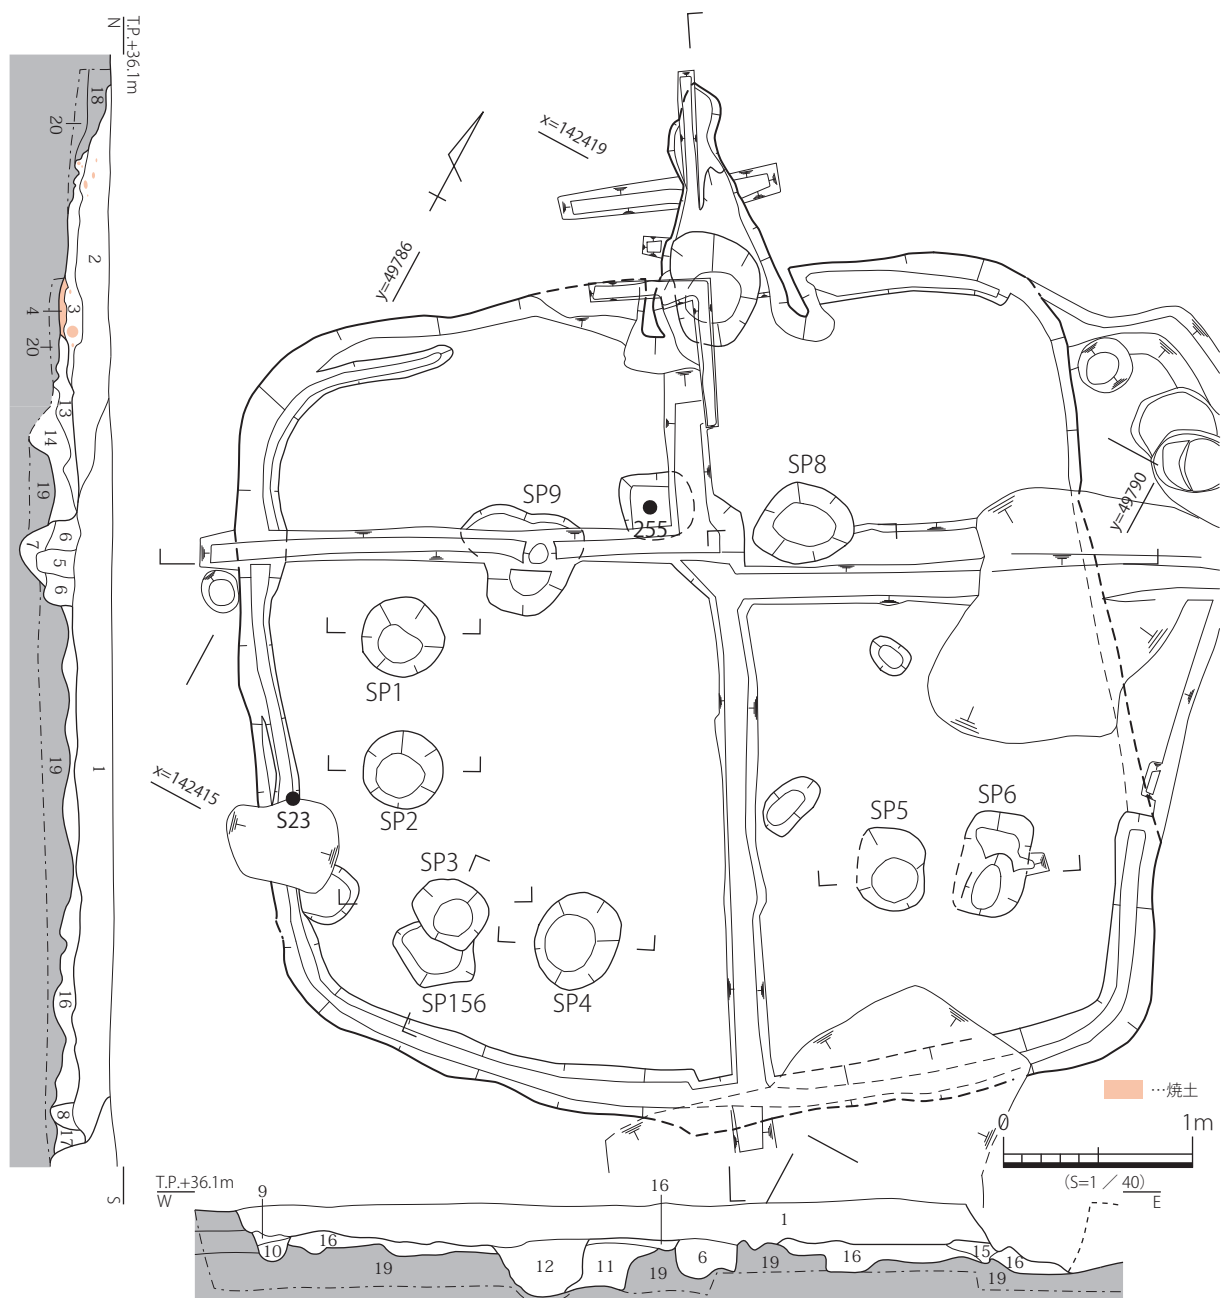 T.P.+36.1m
N
18
20
2
3
4
20
13
14
19
6
7
5
6
19
1
16
8
17
S
x=142419
y=49786
y=49790
x=142415
SP9
SP8
255
SP1
SP2
S23
SP3
SP156
SP4
SP5
SP6
…焼土
0 1m
(S=1／40)
T.P.+36.1m
W
E
9
16
1
10
16
19
12
11
19
6
19
16
15
16
19